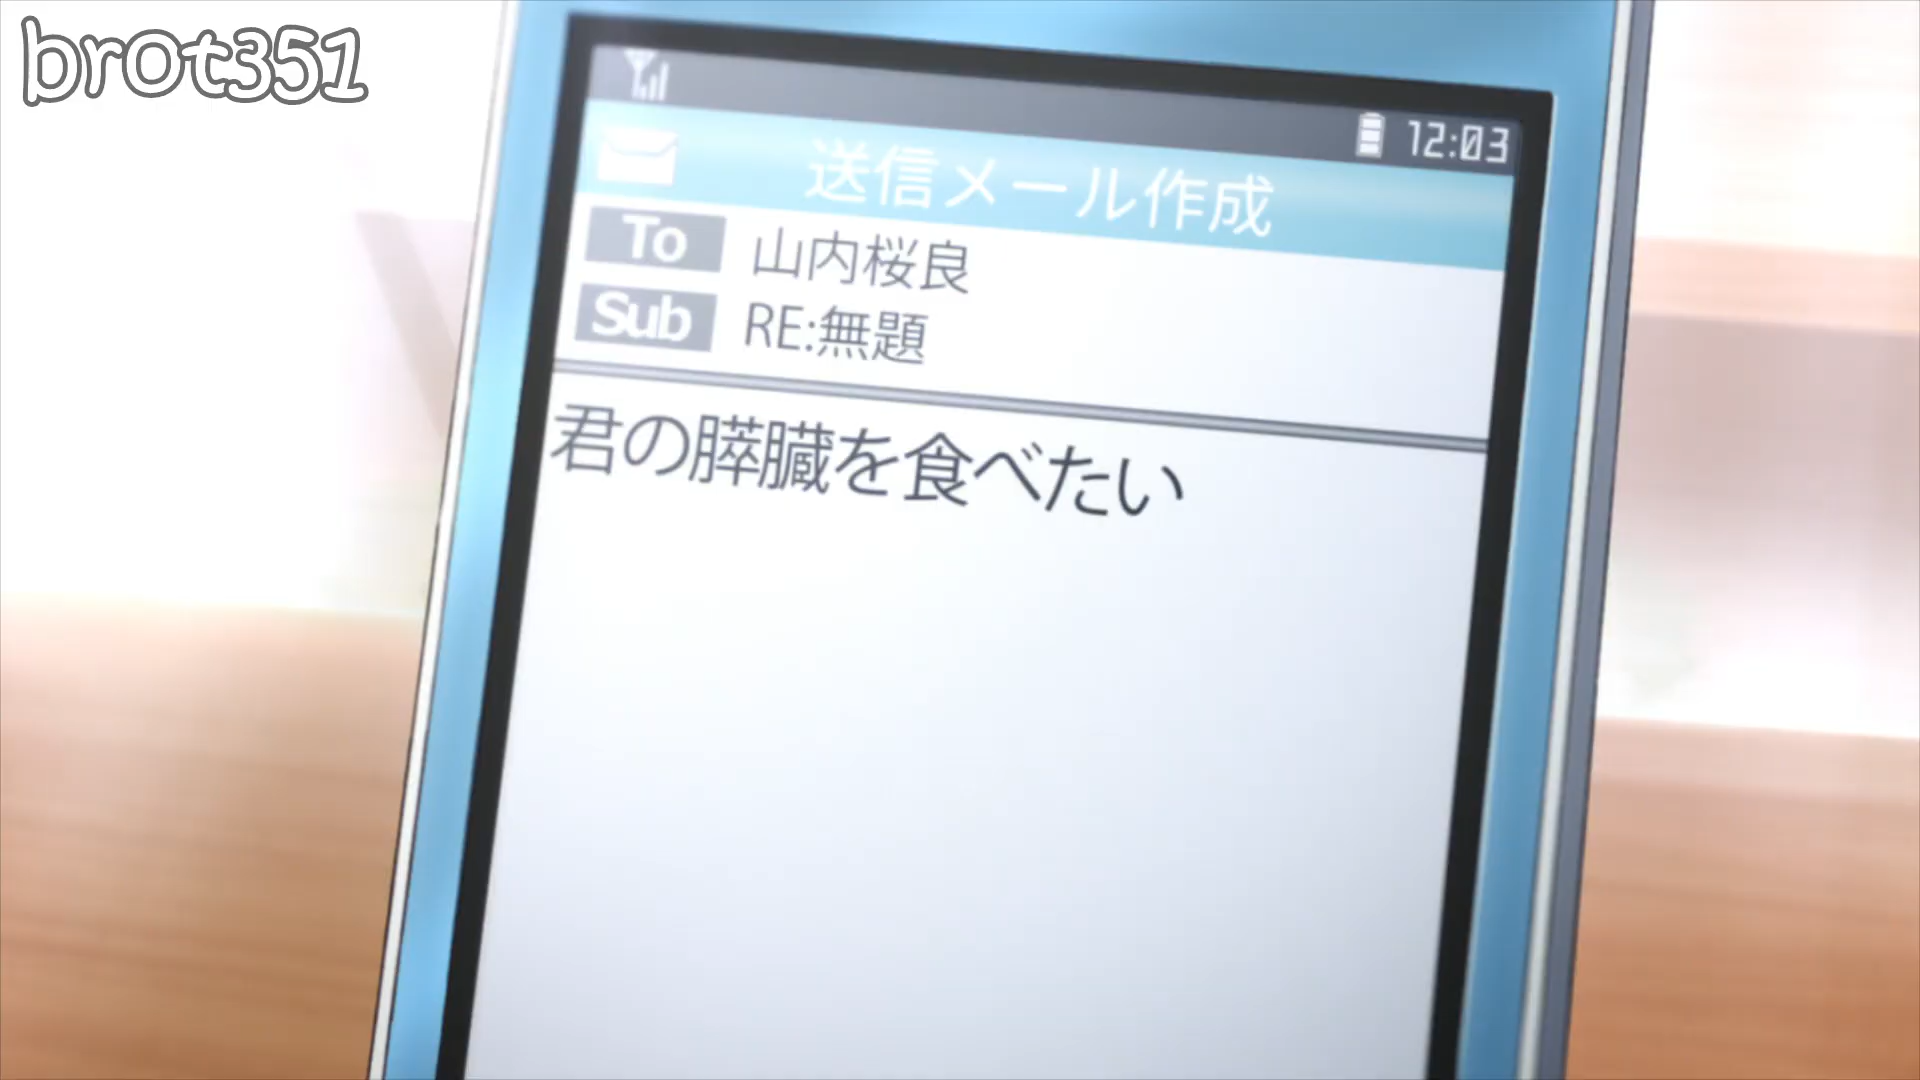 brot351
12:03
送信メール作成
To 山内桜良
Sub RE:無題
君の膵臓を食べたい